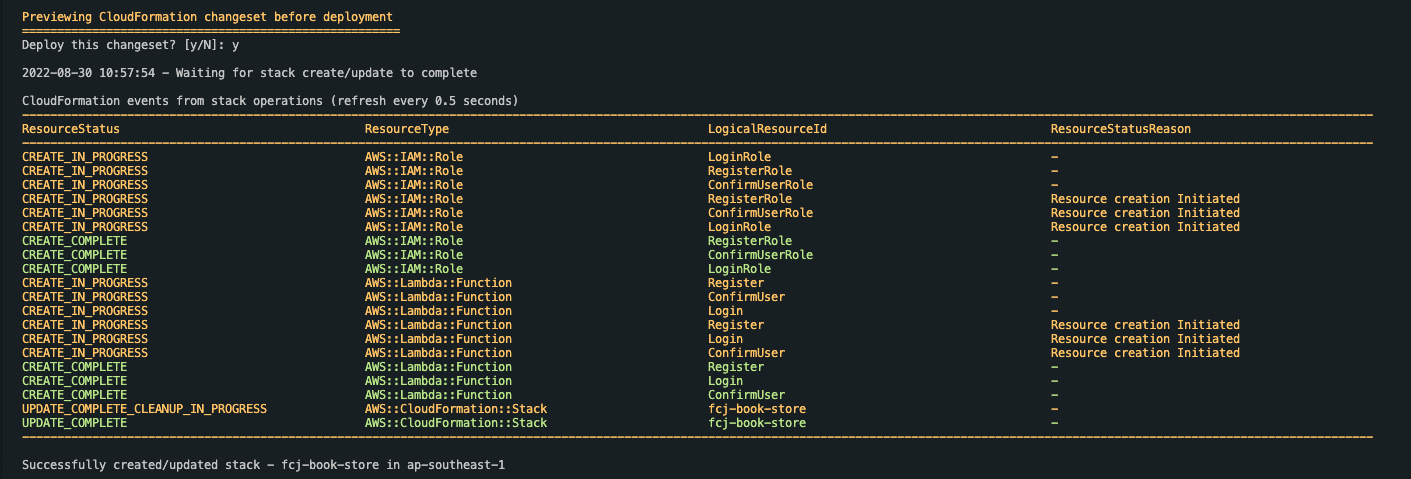 Previewing CloudFormation changeset before deployment
======================================================
Deploy this changeset? [y/N]: y
2022-08-30 10:57:54 - Waiting for stack create/update to complete
CloudFormation events from stack operations (refresh every 0.5 seconds)
ResourceStatus ResourceType LogicalResourceId ResourceStatusReason
CREATE_IN_PROGRESS AWS::IAM::Role LoginRole -
CREATE_IN_PROGRESS AWS::IAM::Role RegisterRole -
CREATE_IN_PROGRESS AWS::IAM::Role ConfirmUserRole -
CREATE_IN_PROGRESS AWS::IAM::Role RegisterRole Resource creation Initiated
CREATE_IN_PROGRESS AWS::IAM::Role ConfirmUserRole Resource creation Initiated
CREATE_IN_PROGRESS AWS::IAM::Role LoginRole Resource creation Initiated
CREATE_COMPLETE AWS::IAM::Role RegisterRole -
CREATE_COMPLETE AWS::IAM::Role ConfirmUserRole -
CREATE_COMPLETE AWS::IAM::Role LoginRole -
CREATE_IN_PROGRESS AWS::Lambda::Function Register -
CREATE_IN_PROGRESS AWS::Lambda::Function ConfirmUser -
CREATE_IN_PROGRESS AWS::Lambda::Function Login -
CREATE_IN_PROGRESS AWS::Lambda::Function Register Resource creation Initiated
CREATE_IN_PROGRESS AWS::Lambda::Function Login Resource creation Initiated
CREATE_IN_PROGRESS AWS::Lambda::Function ConfirmUser Resource creation Initiated
CREATE_COMPLETE AWS::Lambda::Function Register -
CREATE_COMPLETE AWS::Lambda::Function Login -
CREATE_COMPLETE AWS::Lambda::Function ConfirmUser -
UPDATE_COMPLETE_CLEANUP_IN_PROGRESS AWS::CloudFormation::Stack fcj-book-store -
UPDATE_COMPLETE AWS::CloudFormation::Stack fcj-book-store -
Successfully created/updated stack - fcj-book-store in ap-southeast-1